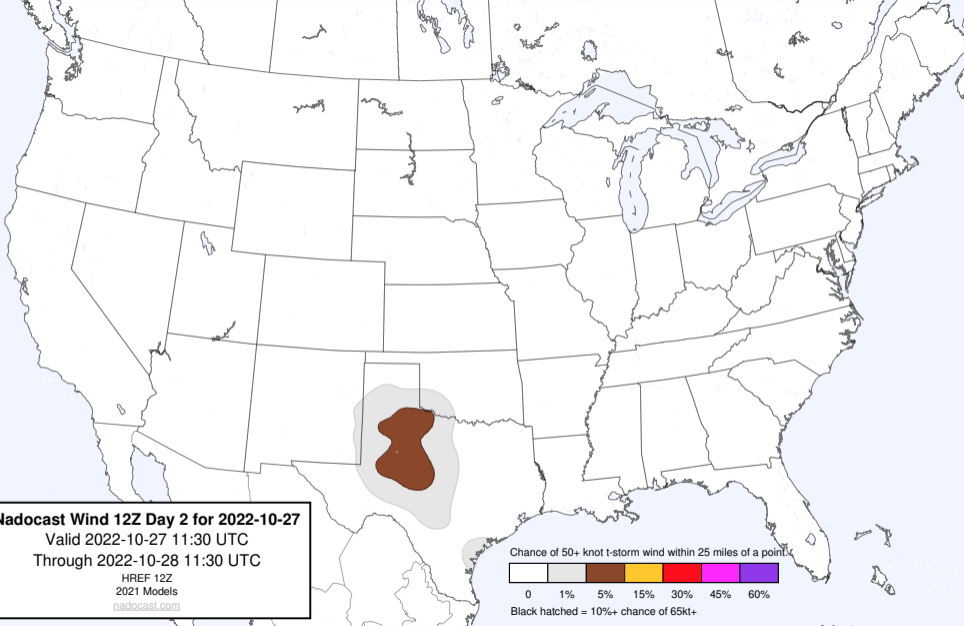 Nadocast Wind 12Z Day 2 for 2022-10-27
Valid 2022-10-27 11:30 UTC
Through 2022-10-28 11:30 UTC
HREF 12Z
2021 Models
nadocast.com
Chance of 50+ knot t-storm wind within 25 miles of a point.
0 1% 5% 15% 30% 45% 60%
Black hatched = 10%+ chance of 65kt+